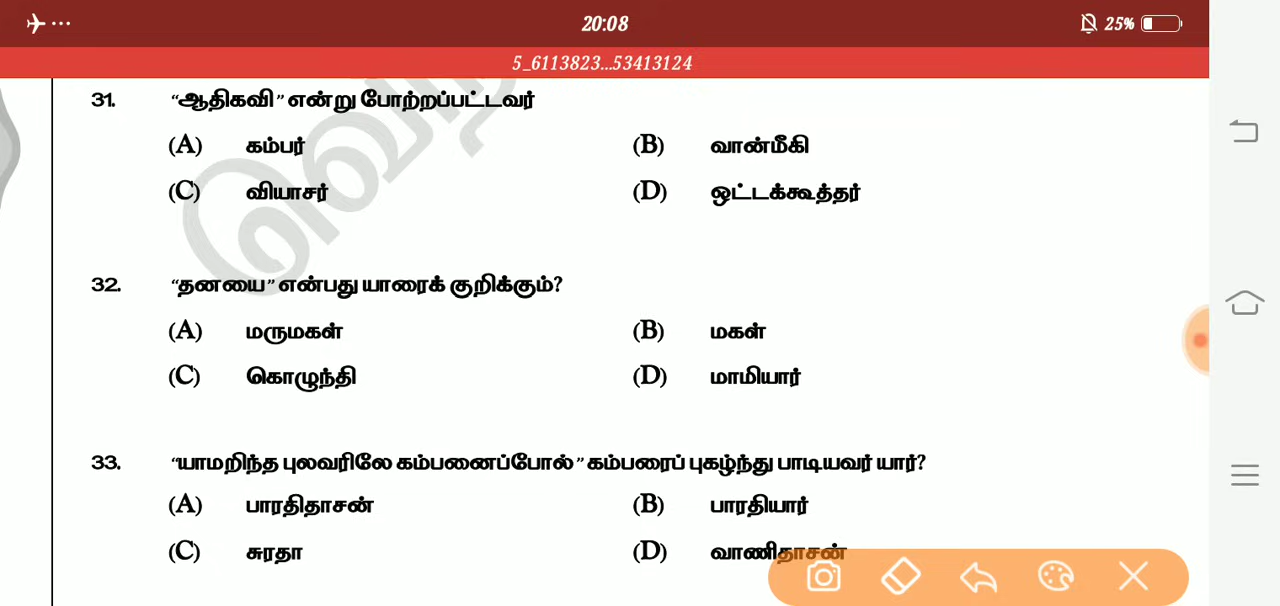 20:08
25%
5_6113823...53413124
31. “ஆதிகவி” என்று போற்றப்பட்டவர்
(A) கம்பர் (B) வான்மீகி
(C) வியாசர் (D) ஒட்டக்கூத்தர்
32. “தனயை” என்பது யாரைக் குறிக்கும்?
(A) மருமகள் (B) மகள்
(C) கொழுந்தி (D) மாமியார்
33. “யாமறிந்த புலவரிலே கம்பனைப்போல்” கம்பரைப் புகழ்ந்து பாடியவர் யார்?
(A) பாரதிதாசன் (B) பாரதியார்
(C) சுரதா (D) வாணிதாசன்